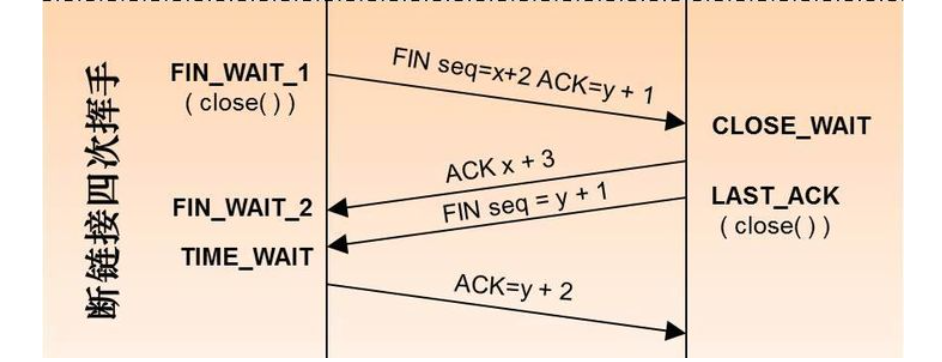 断链接四次挥手
FIN_WAIT_1
( close( ) )
FIN seq=x+2 ACK=y + 1
CLOSE_WAIT
ACK x + 3
FIN_WAIT_2
FIN seq = y + 1
LAST_ACK
( close( ) )
TIME_WAIT
ACK=y + 2